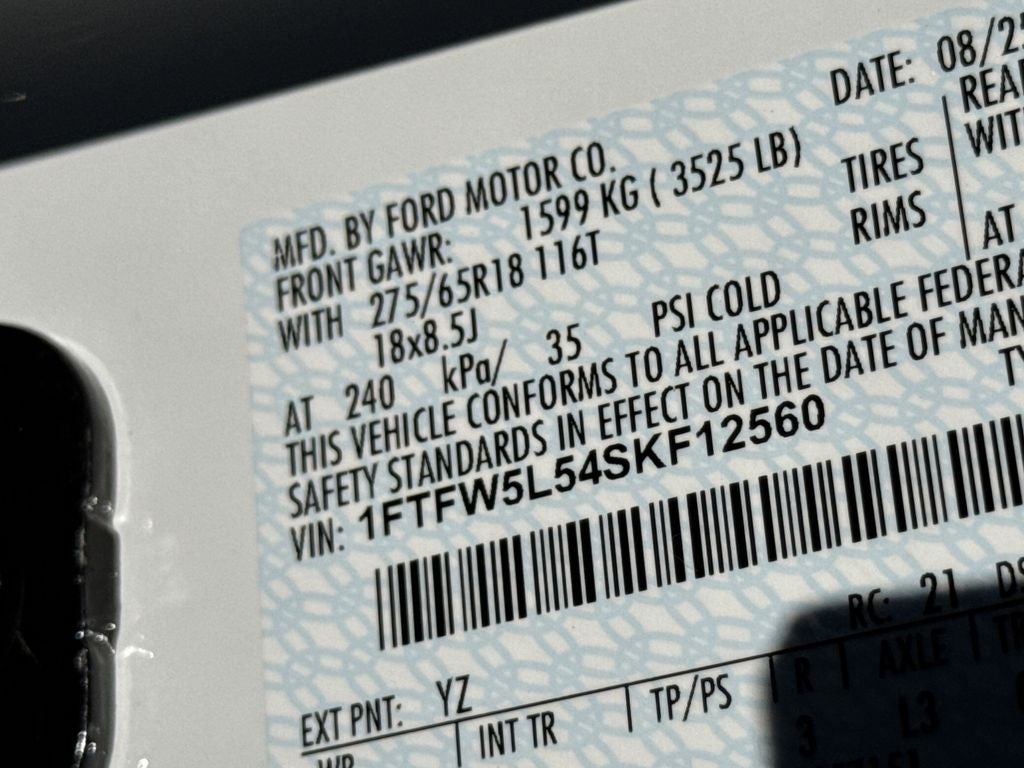 DATE: 08/25
MFD. BY FORD MOTOR CO.
FRONT GAWR: 1599 KG ( 3525 LB)
WITH 275/65R18 116T TIRES
18x8.5J RIMS
AT 240 kPa/ 35 PSI COLD
AT
THIS VEHICLE CONFORMS TO ALL APPLICABLE
SAFETY STANDARDS IN EFFECT ON THE DATE OF
VIN: 1FTFW5L54SKF12560
RC: 21
EXT PNT: YZ
INT TR TP/PS R AXLE
3 L3